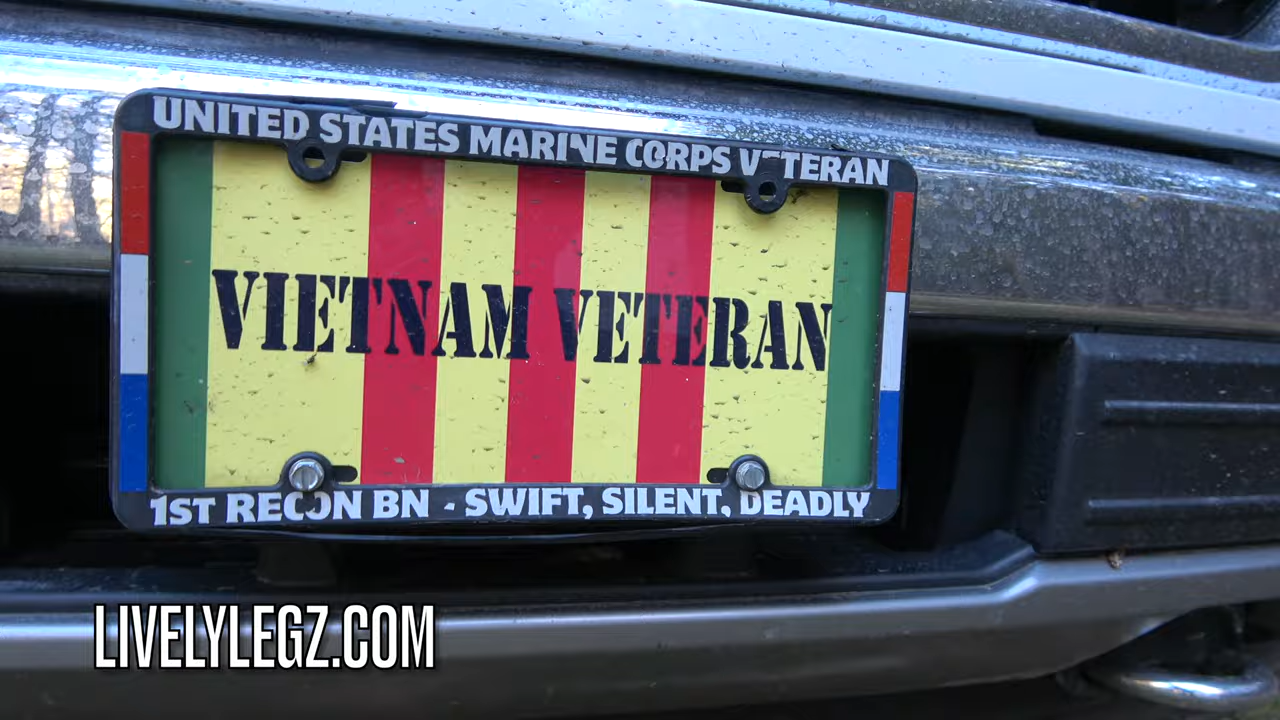 UNITED STATES MARINE CORPS VETERAN
VIETNAM VETERAN
1ST RECON BN - SWIFT, SILENT, DEADLY
LIVELYLEGZ.COM